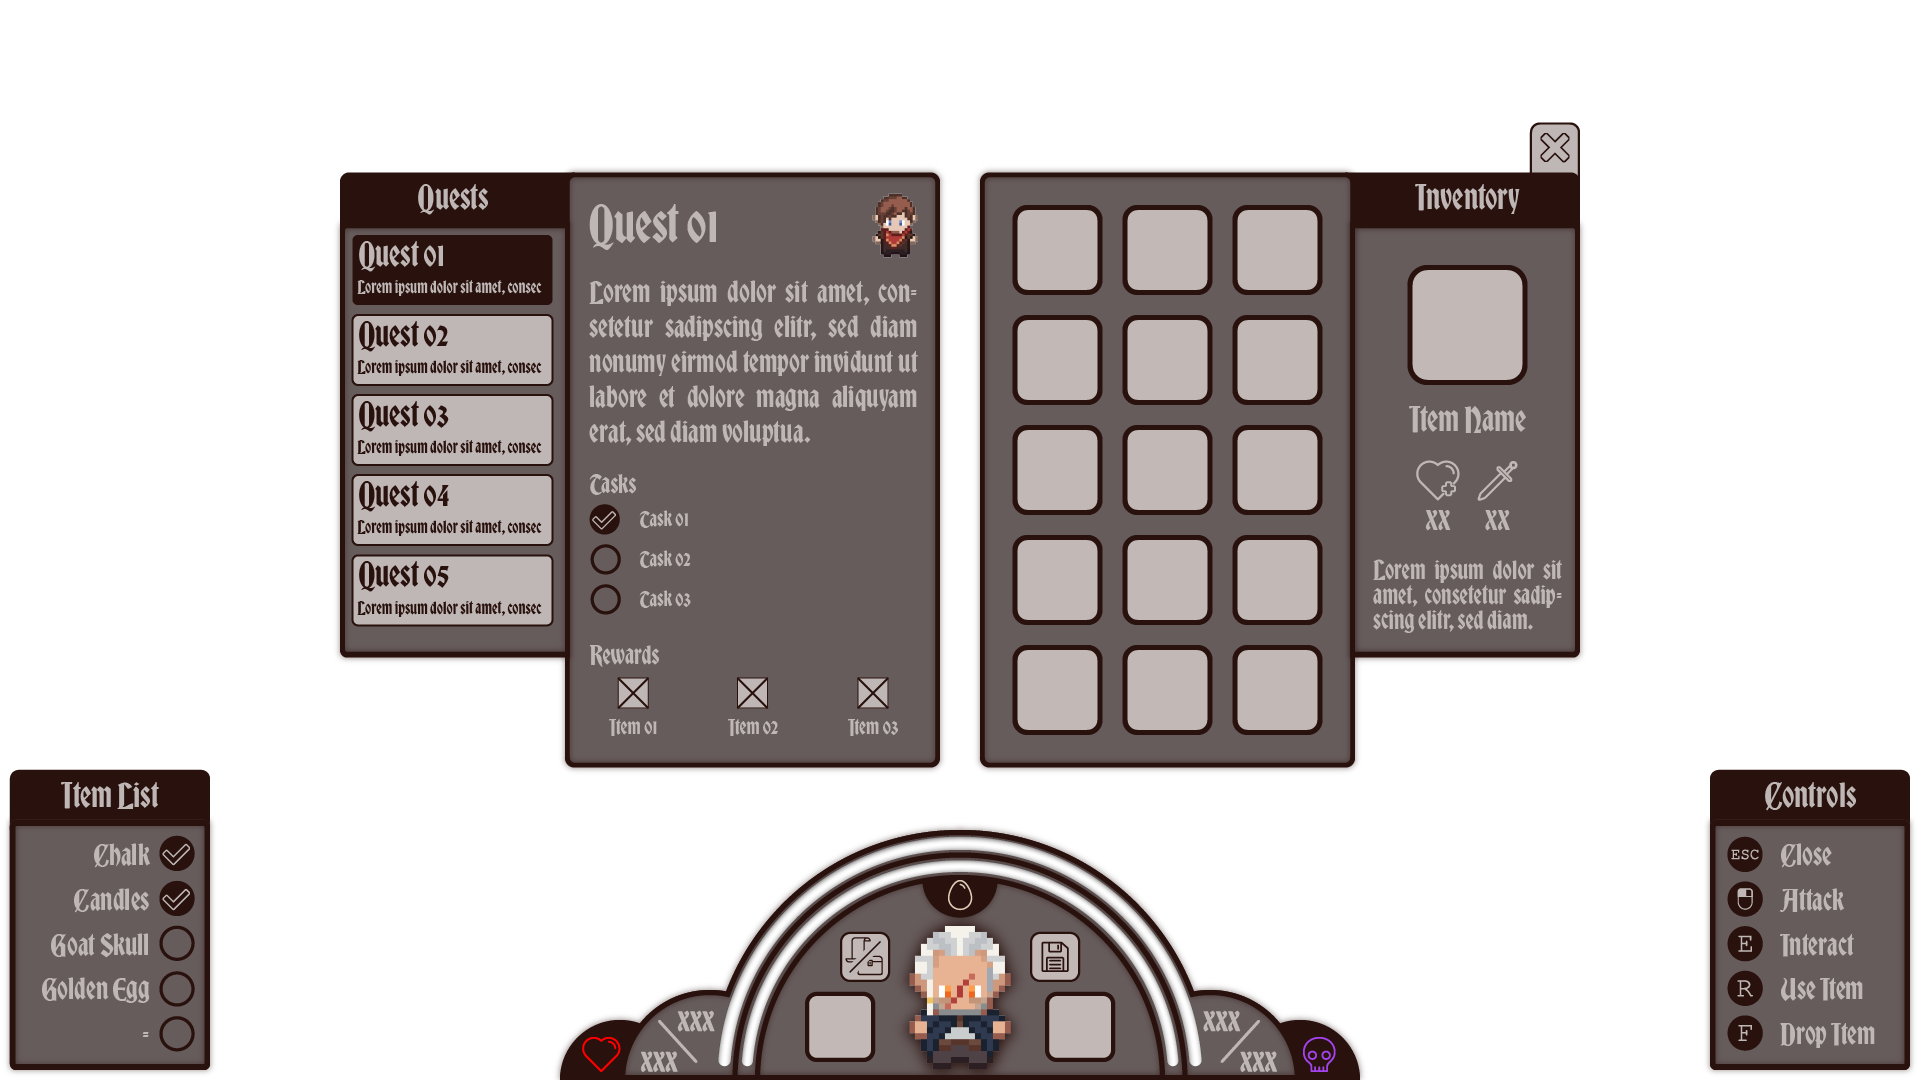 Quests
Quest 01
Lorem ipsum dolor sit amet, consec
Quest 02
Lorem ipsum dolor sit amet, consec
Quest 03
Lorem ipsum dolor sit amet, consec
Quest 04
Lorem ipsum dolor sit amet, consec
Quest 05
Lorem ipsum dolor sit amet, consec
Quest 01
Lorem ipsum dolor sit amet, con=
setetur sadipscing elitr, sed diam
nonumy eirmod tempor invidunt ut
labore et dolore magna aliquyam
erat, sed diam voluptua.
Tasks
Task 01
Task 02
Task 03
Rewards
Item 01 Item 02 Item 03
Inventory
Item Name
XX XX
Lorem ipsum dolor sit
amet, consetetur sadip=
scing elitr, sed diam.
Item List
Chalk
Candles
Goat Skull
Golden Egg
=
XXX
XXX
XXX
XXX
Controls
ESC Close
Attack
E Interact
R Use Item
F Drop Item